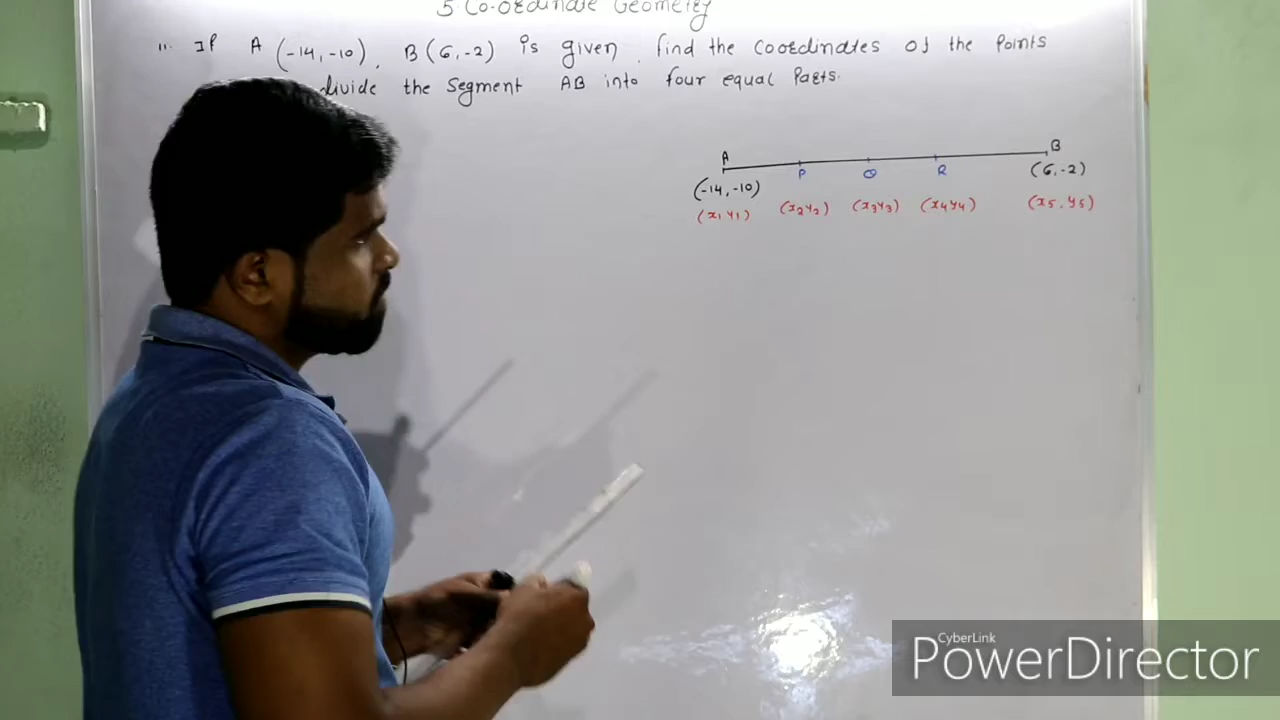 5 Co-ordinate Geometry
11. IF A (-14, -10), B (6, -2) is given. find the coordinates of the Points
divide the Segment AB into four equal Parts.
A B
P Q R
(-14, -10) (6, -2)
(x1 y1) (x2 y2) (x3 y3) (x4 y4) (x5, y5)
CyberLink
PowerDirector